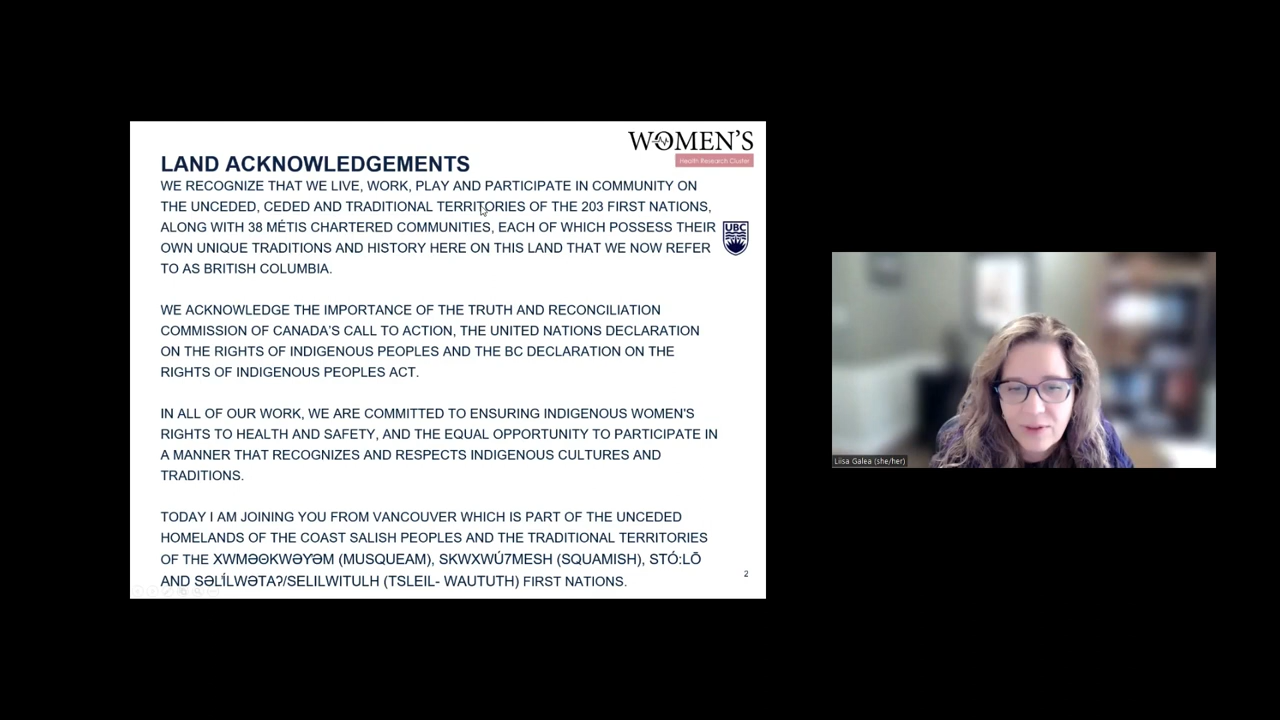 WOMEN'S
Health Research Cluster
LAND ACKNOWLEDGEMENTS
WE RECOGNIZE THAT WE LIVE, WORK, PLAY AND PARTICIPATE IN COMMUNITY ON
THE UNCEDED, CEDED AND TRADITIONAL TERRITORIES OF THE 203 FIRST NATIONS,
ALONG WITH 38 MÉTIS CHARTERED COMMUNITIES, EACH OF WHICH POSSESS THEIR
OWN UNIQUE TRADITIONS AND HISTORY HERE ON THIS LAND THAT WE NOW REFER
TO AS BRITISH COLUMBIA.
UBC
WE ACKNOWLEDGE THE IMPORTANCE OF THE TRUTH AND RECONCILIATION
COMMISSION OF CANADA'S CALL TO ACTION, THE UNITED NATIONS DECLARATION
ON THE RIGHTS OF INDIGENOUS PEOPLES AND THE BC DECLARATION ON THE
RIGHTS OF INDIGENOUS PEOPLES ACT.
IN ALL OF OUR WORK, WE ARE COMMITTED TO ENSURING INDIGENOUS WOMEN'S
RIGHTS TO HEALTH AND SAFETY, AND THE EQUAL OPPORTUNITY TO PARTICIPATE IN
A MANNER THAT RECOGNIZES AND RESPECTS INDIGENOUS CULTURES AND
TRADITIONS.
TODAY I AM JOINING YOU FROM VANCOUVER WHICH IS PART OF THE UNCEDED
HOMELANDS OF THE COAST SALISH PEOPLES AND THE TRADITIONAL TERRITORIES
OF THE XWMƏΘKWƏY̓ƏM (MUSQUEAM), SKWXWÚ7MESH (SQUAMISH), STÓ:LŌ
AND SƏL̓ÍLWƏTAɁ/SELILWITULH (TSLEIL- WAUTUTH) FIRST NATIONS.
2
Liisa Galea (she/her)